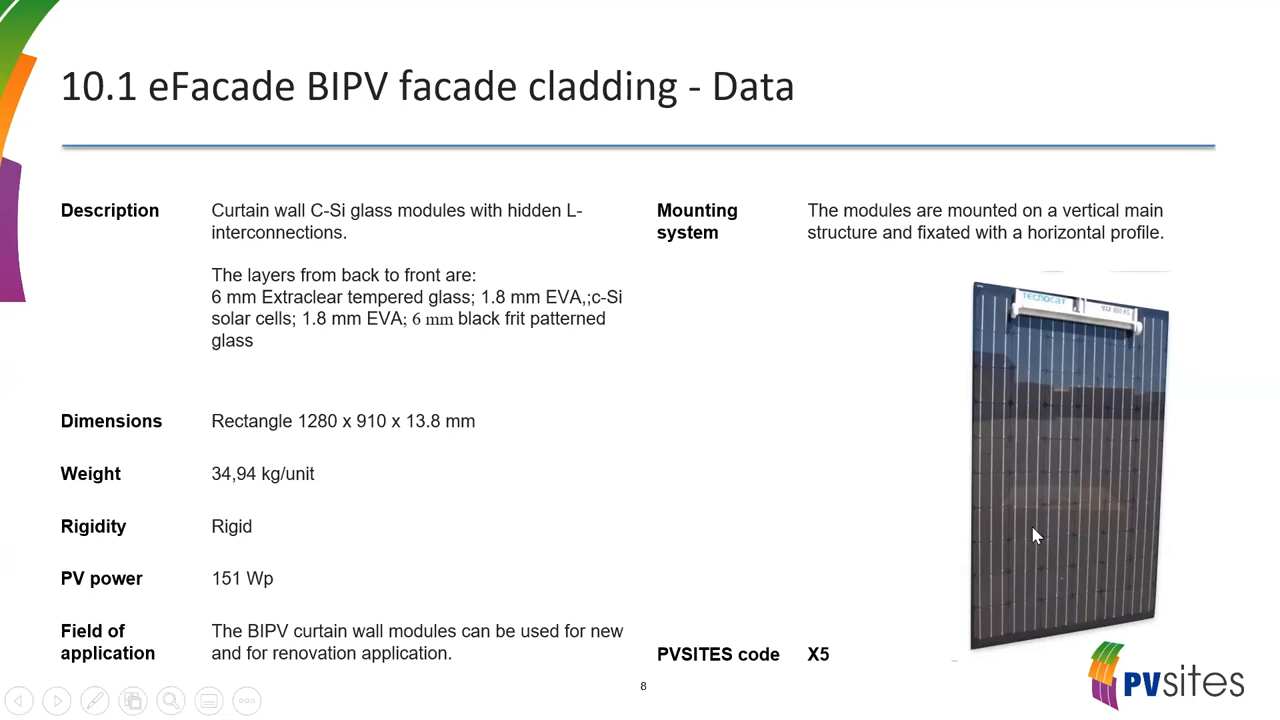 10.1 eFacade BIPV facade cladding - Data
Description
Curtain wall C-Si glass modules with hidden L-
interconnections.
The layers from back to front are:
6 mm Extraclear tempered glass; 1.8 mm EVA,;c-Si
solar cells; 1.8 mm EVA; 6 mm black frit patterned
glass
Dimensions
Rectangle 1280 x 910 x 13.8 mm
Weight
34,94 kg/unit
Rigidity
Rigid
PV power
151 Wp
Field of
application
The BIPV curtain wall modules can be used for new
and for renovation application.
Mounting
system
The modules are mounted on a vertical main
structure and fixated with a horizontal profile.
TECNOCAT
MAX 800 KG
PVSITES code
X5
PVsites
8